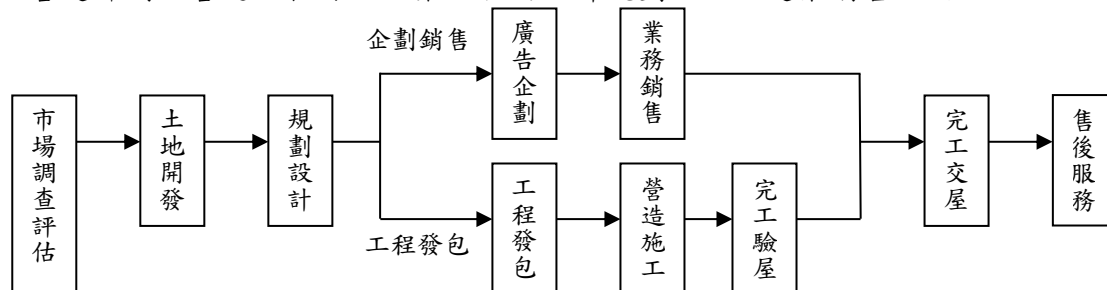 市場調查評估
土地開發
規劃設計
企劃銷售
廣告企劃
業務銷售
工程發包
工程發包
營造施工
完工驗屋
完工交屋
售後服務